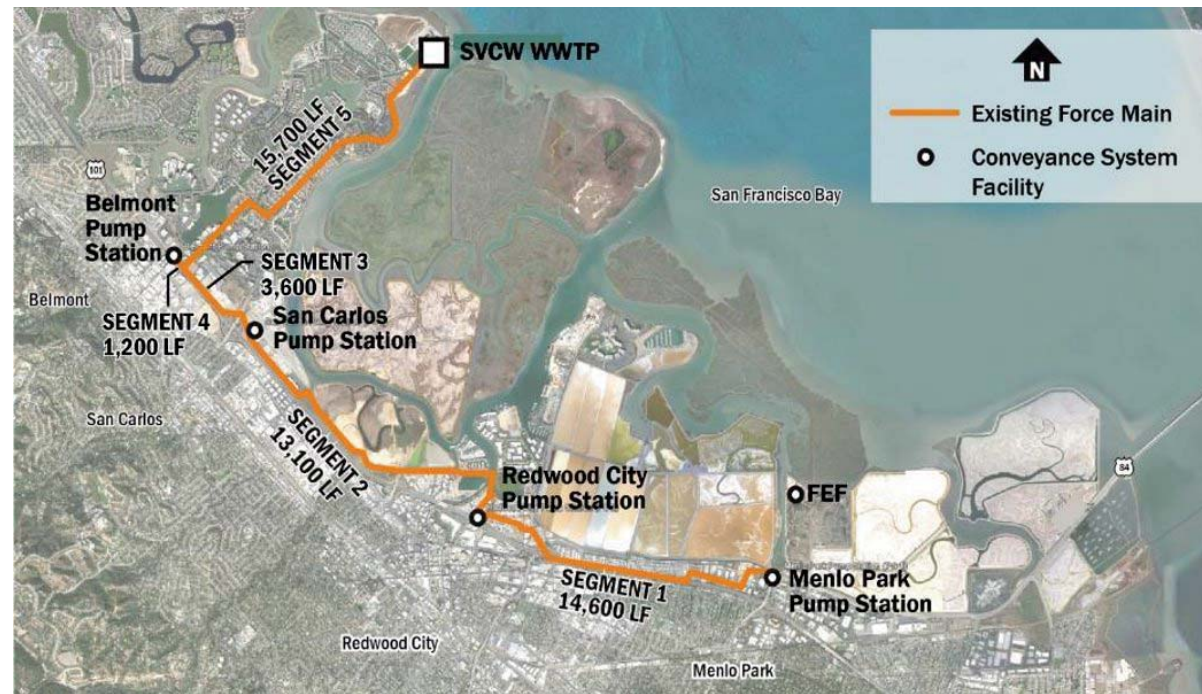 SVCW WWTP
N
Existing Force Main
Conveyance System
Facility
15,700 LF
SEGMENT 5
101
San Francisco Bay
Belmont
Pump
Station
SEGMENT 3
3,600 LF
Belmont
SEGMENT 4
1,200 LF
San Carlos
Pump Station
San Carlos
SEGMENT 2
13,100 LF
Redwood City
Pump Station
FEF
84
SEGMENT 1
14,600 LF
Menlo Park
Pump Station
Redwood City
Menlo Park